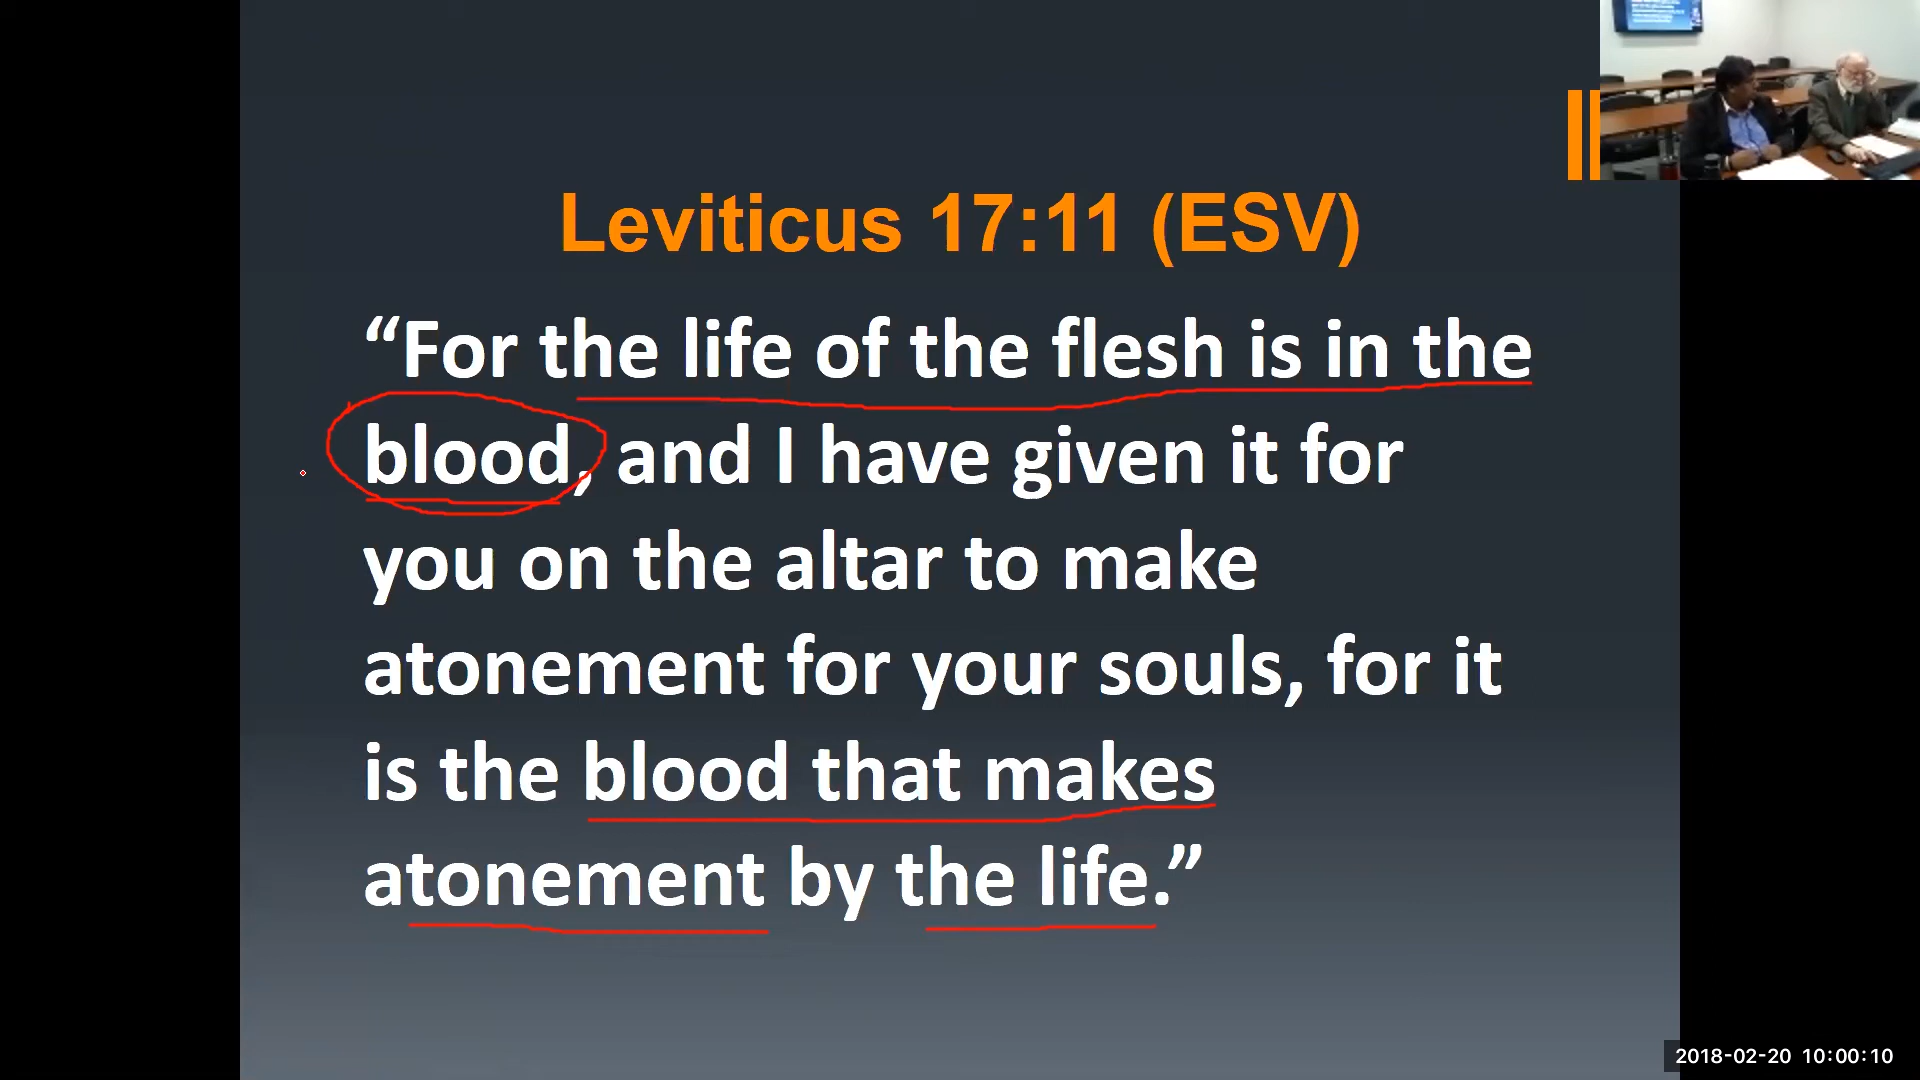 Leviticus 17:11 (ESV)
“For the life of the flesh is in the
blood, and I have given it for
you on the altar to make
atonement for your souls, for it
is the blood that makes
atonement by the life.”
2018-02-20 10:00:10